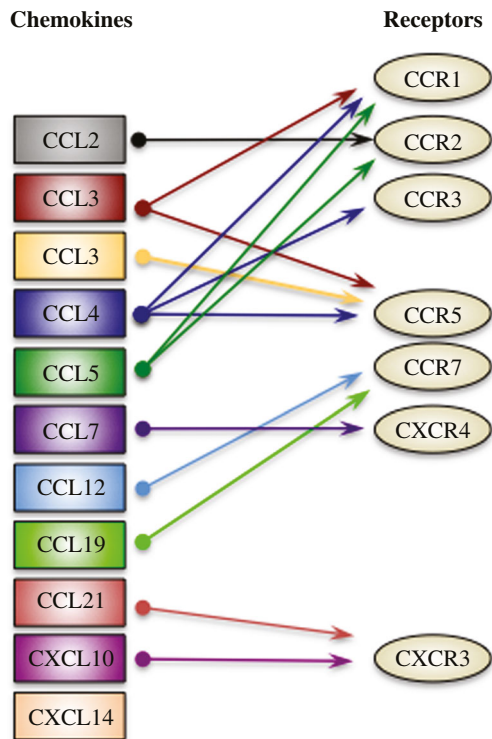 Chemokines
Receptors
CCL2
CCL3
CCL3
CCL4
CCL5
CCL7
CCL12
CCL19
CCL21
CXCL10
CXCL14
CCR1
CCR2
CCR3
CCR5
CCR7
CXCR4
CXCR3